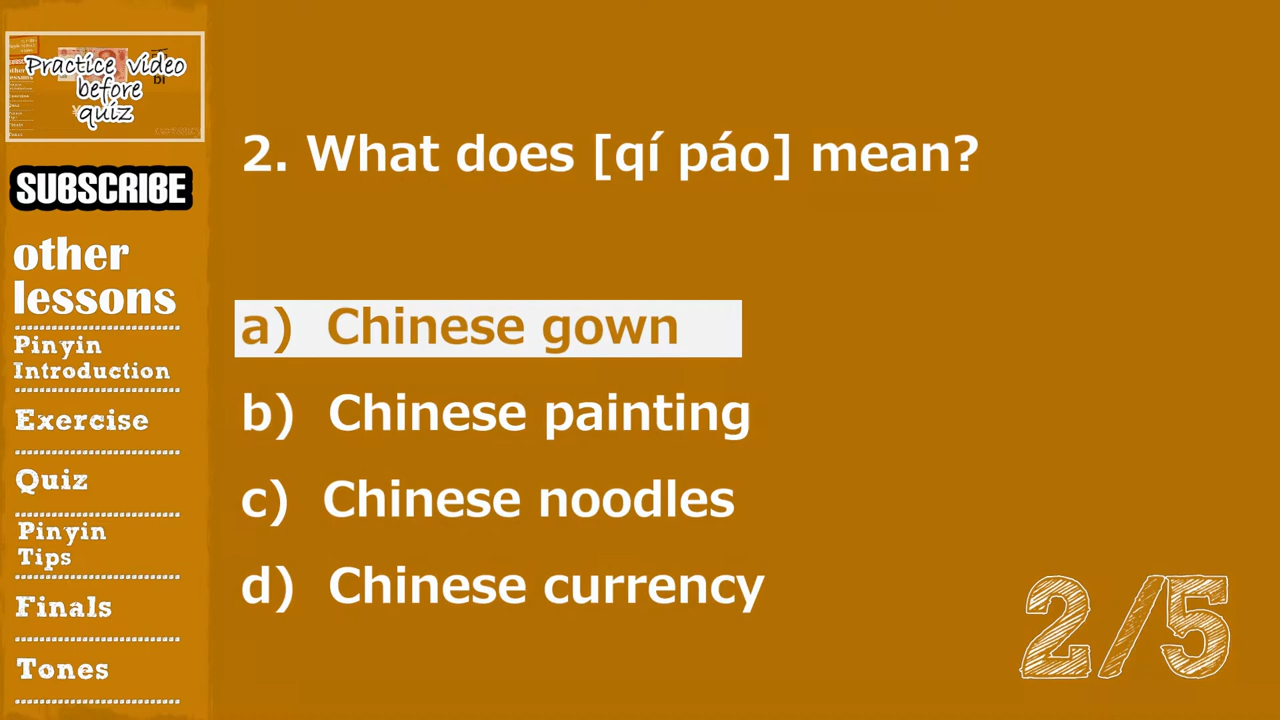 Practice video
before
quiz
SUBSCRIBE
other
lessons
Pinyin
Introduction
Exercise
Quiz
Pinyin
Tips
Finals
Tones
2. What does [qí páo] mean?
a) Chinese gown
b) Chinese painting
c) Chinese noodles
d) Chinese currency
2/5